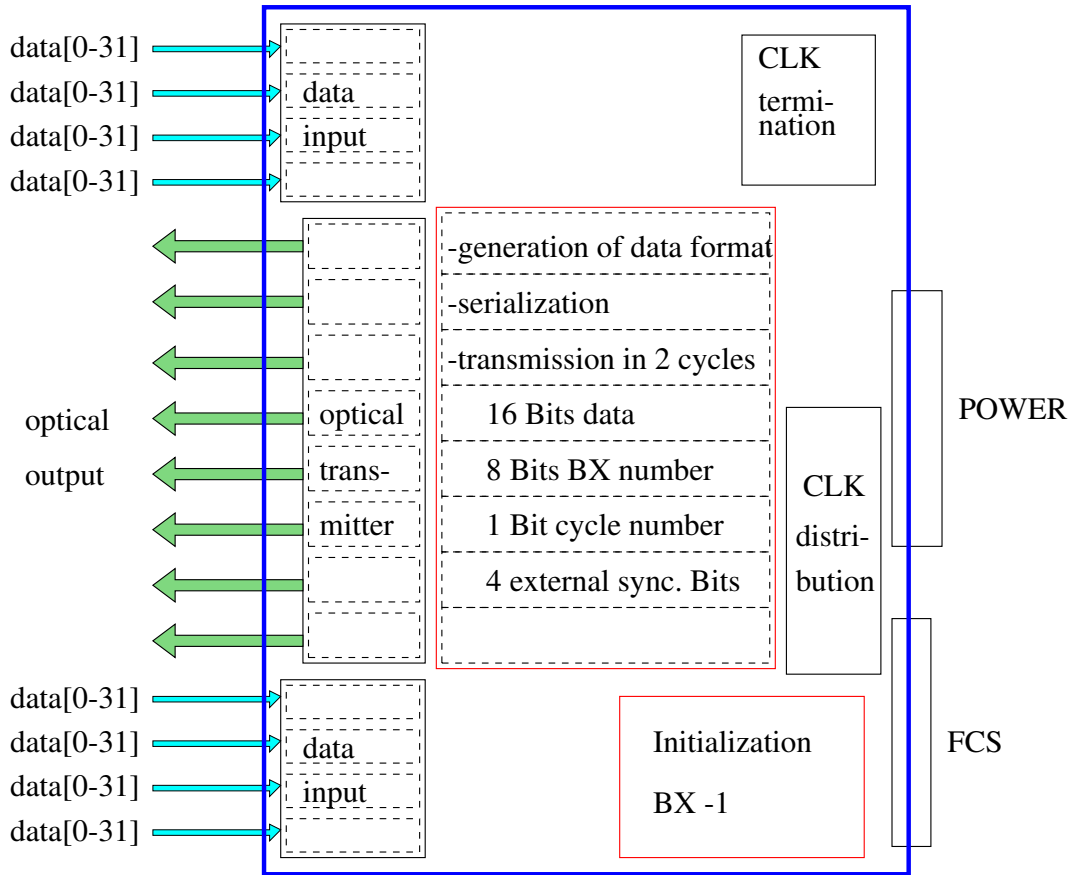 data[0-31]
data[0-31]
data[0-31]
data[0-31]
data
input
CLK
termi-
nation
-generation of data format
-serialization
-transmission in 2 cycles
16 Bits data
8 Bits BX number
1 Bit cycle number
4 external sync. Bits
optical
output
optical
trans-
mitter
CLK
distri-
bution
POWER
FCS
data[0-31]
data[0-31]
data[0-31]
data[0-31]
data
input
Initialization
BX -1